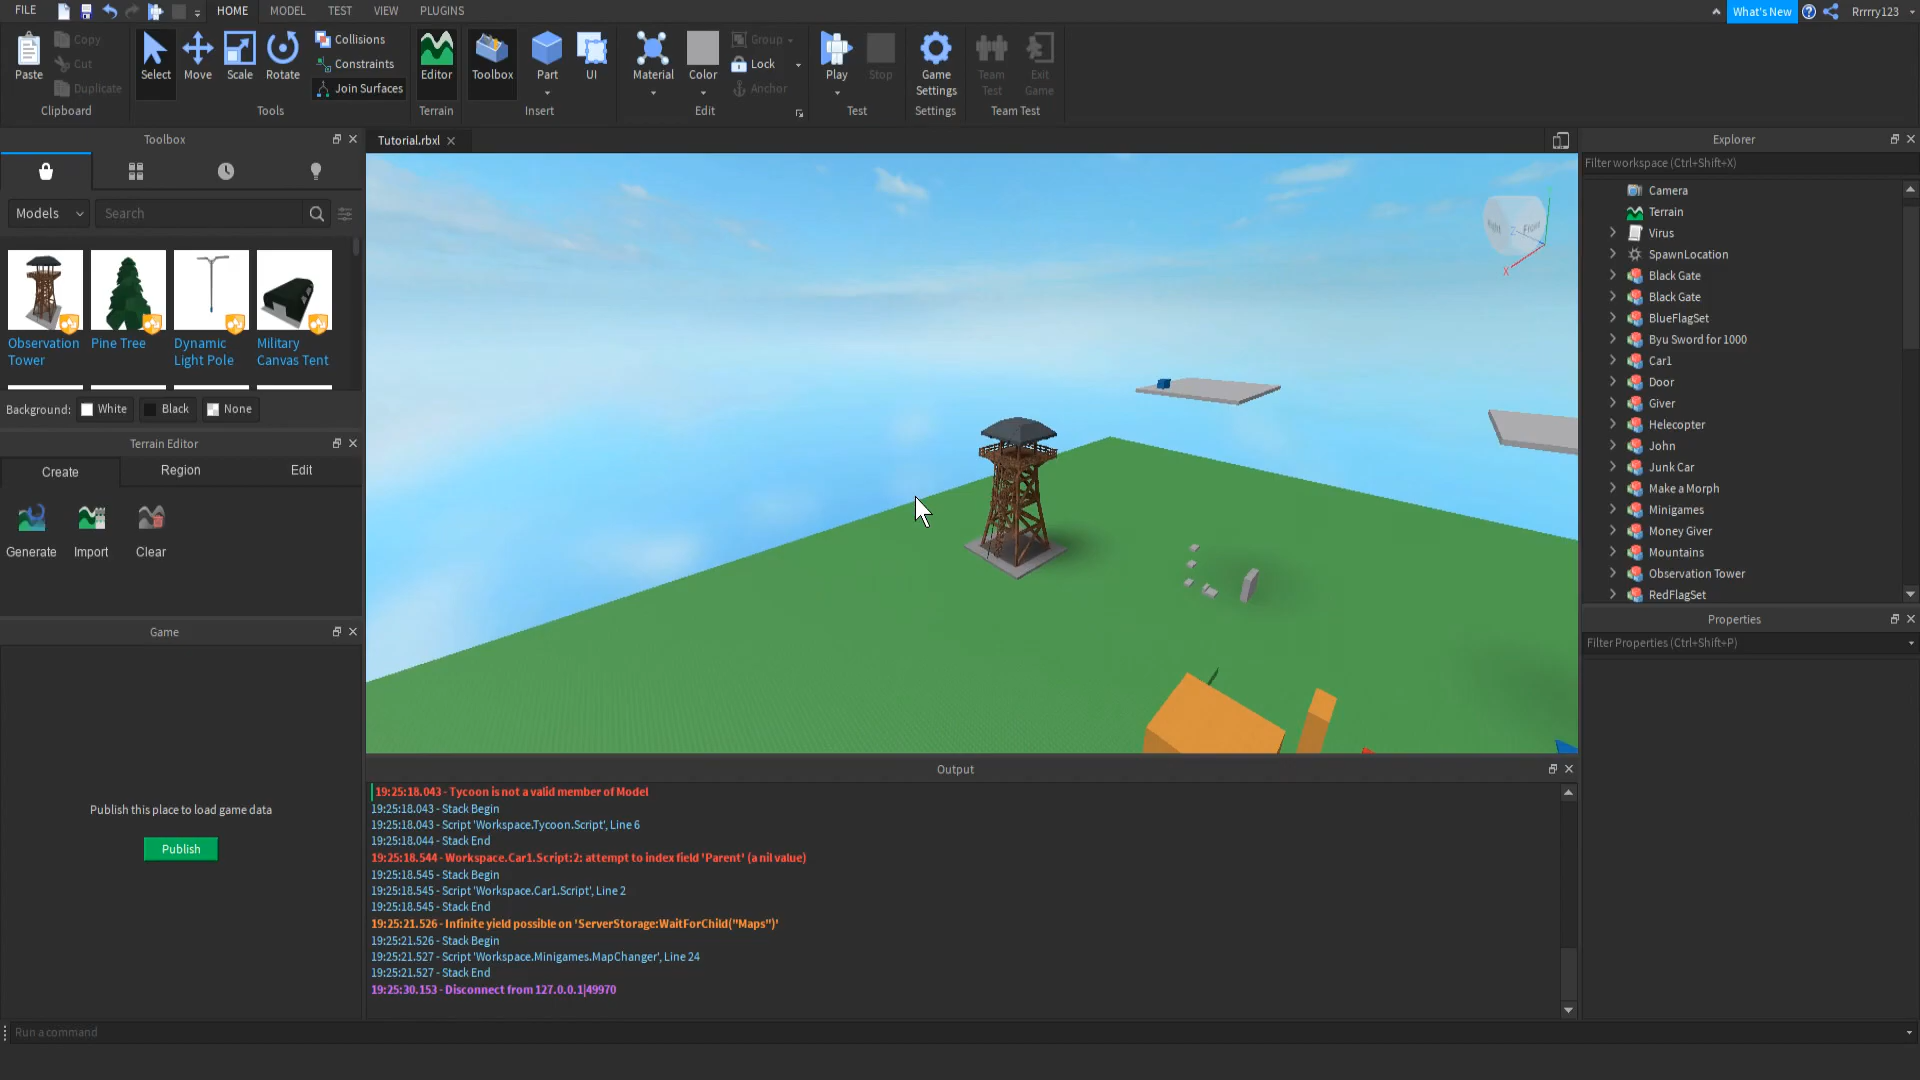 FILE HOME MODEL TEST VIEW PLUGINS What's New Rrrrry123
Paste Copy Cut Duplicate Select Move Scale Rotate Collisions Constraints Join Surfaces Editor Toolbox Part UI Material Color Group Lock Anchor Play Stop Game Settings Team Test Exit Game
Clipboard Tools Terrain Insert Edit Test Settings Team Test
Toolbox
Models Search
Observation Tower
Pine Tree
Dynamic Light Pole
Military Canvas Tent
Background: White Black None
Terrain Editor
Create Region Edit
Generate Import Clear
Game
Publish this place to load game data
Publish
Tutorial.rbxl
Right Front
Z
X
Output
19:25:18.043 - Tycoon is not a valid member of Model
19:25:18.043 - Stack Begin
19:25:18.043 - Script 'Workspace.Tycoon.Script', Line 6
19:25:18.044 - Stack End
19:25:18.544 - Workspace.Car1.Script:2: attempt to index field 'Parent' (a nil value)
19:25:18.545 - Stack Begin
19:25:18.545 - Script 'Workspace.Car1.Script', Line 2
19:25:18.545 - Stack End
19:25:21.526 - Infinite yield possible on 'ServerStorage:WaitForChild("Maps")'
19:25:21.526 - Stack Begin
19:25:21.527 - Script 'Workspace.Minigames.MapChanger', Line 24
19:25:21.527 - Stack End
19:25:30.153 - Disconnect from 127.0.0.1|49970
Explorer
Filter workspace (Ctrl+Shift+X)
Camera
Terrain
Virus
SpawnLocation
Black Gate
Black Gate
BlueFlagSet
Byu Sword for 1000
Car1
Door
Giver
Helecopter
John
Junk Car
Make a Morph
Minigames
Money Giver
Mountains
Observation Tower
RedFlagSet
Properties
Filter Properties (Ctrl+Shift+P)
Run a command